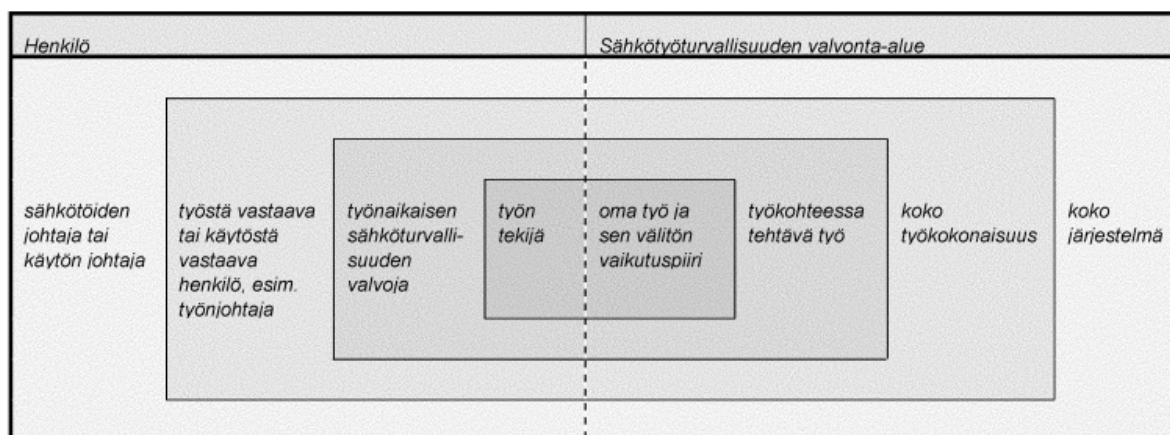 Henkilö
Sähkötyöturvallisuuden valvonta-alue
sähkötöiden
johtaja tai
käytön johtaja
työstä vastaava
tai käytöstä
vastaava
henkilö, esim.
työnjohtaja
työnaikaisen
sähköturvalli-
suuden
valvoja
työn
tekijä
oma työ ja
sen välitön
vaikutuspiiri
työkohteessa
tehtävä työ
koko
työkokonaisuus
koko
järjestelmä